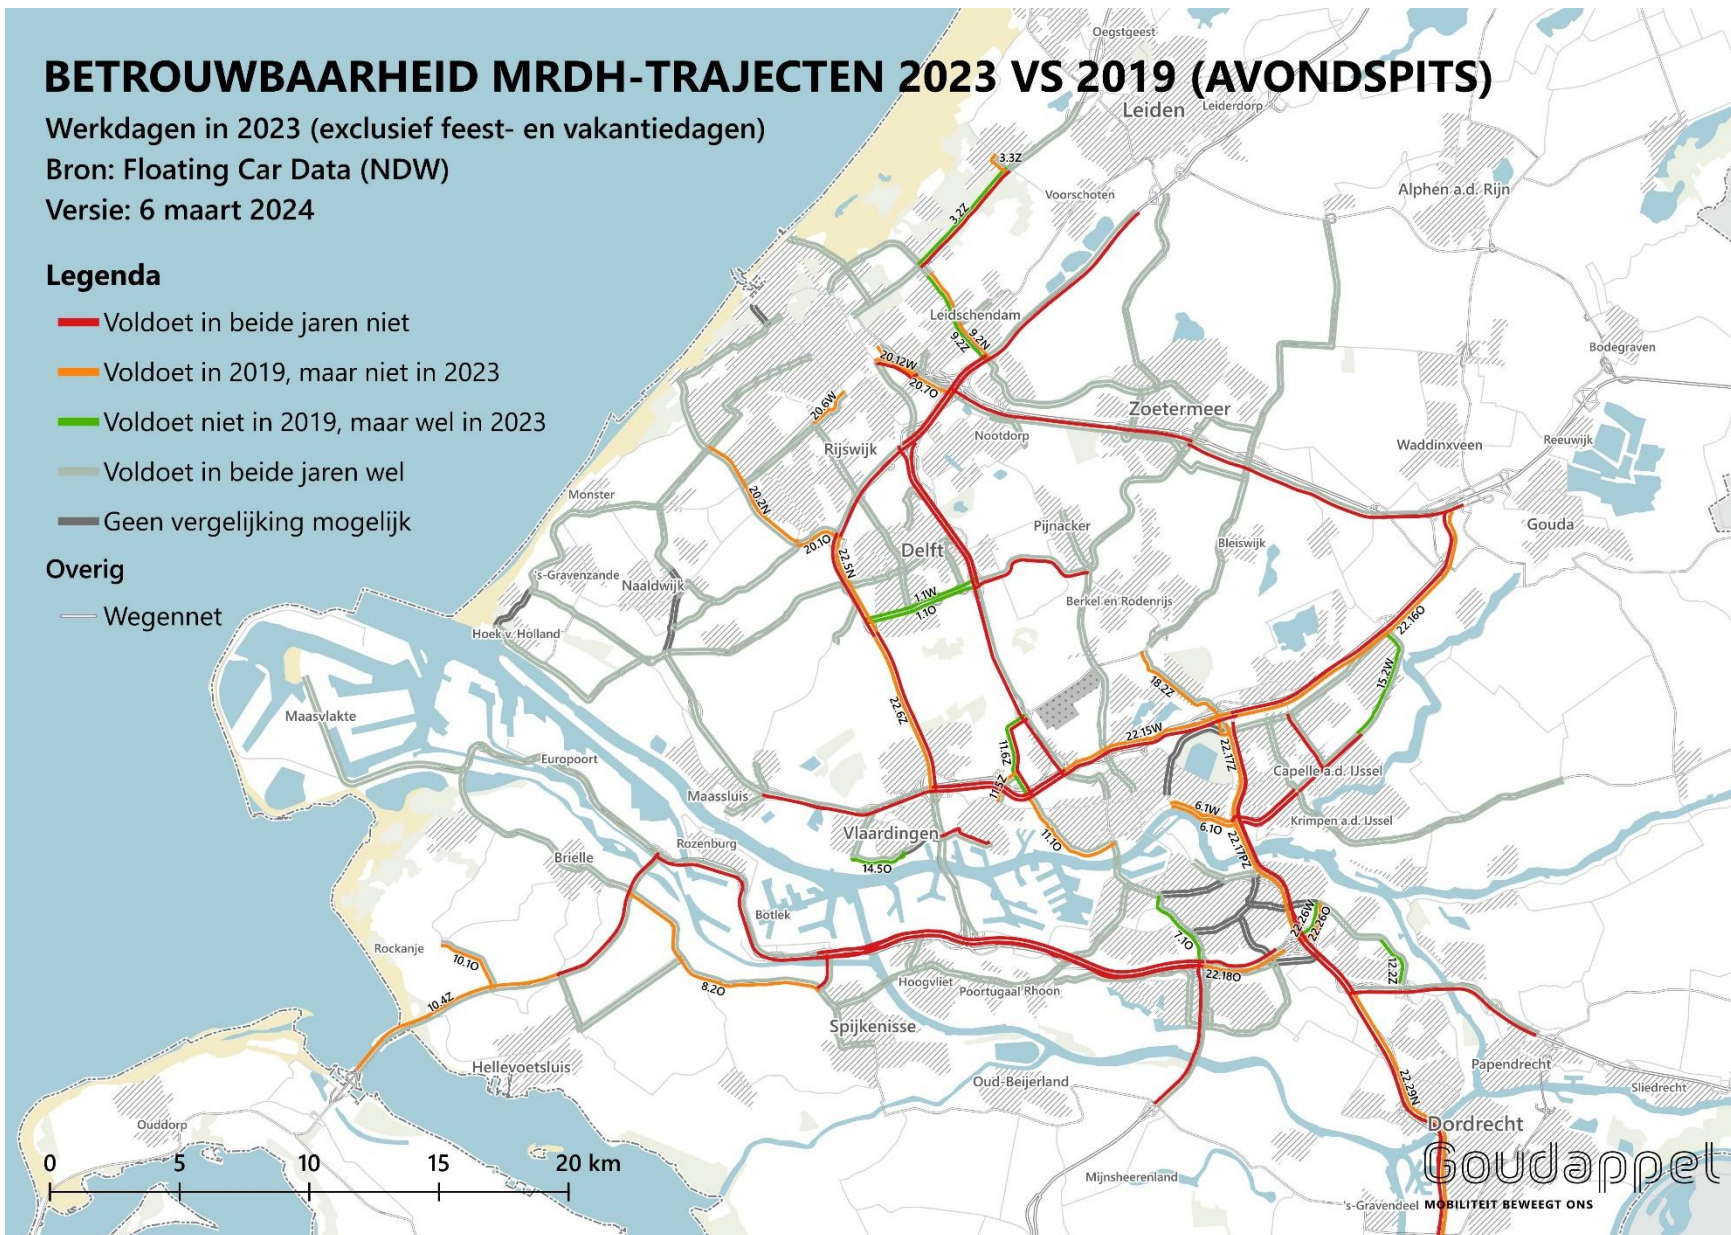 BETROUWBAARHEID MRDH-TRAJECTEN 2023 VS 2019 (AVONDSPITS)
Werkdagen in 2023 (exclusief feest- en vakantiedagen)
Bron: Floating Car Data (NDW)
Versie: 6 maart 2024
Legenda
Voldoet in beide jaren niet
Voldoet in 2019, maar niet in 2023
Voldoet niet in 2019, maar wel in 2023
Voldoet in beide jaren wel
Geen vergelijking mogelijk
Overig
Wegennet
Oegstgeest
Leiden
Leiderdorp
3.3Z
Voorschoten
Alphen a.d. Rijn
3.2Z
Leidschendam
9.2N
9.2Z
Bodegraven
20.12W
20.7O
20.6W
Zoetermeer
Nootdorp
Rijswijk
Waddinxveen
Reeuwijk
Monster
20.2N
Gouda
Pijnacker
Bleiswijk
20.1O
22.5N
Delft
's-Gravenzande
Naaldwijk
1.1W
1.1O
Berkel en Rodenrijs
22.16O
Hoek v. Holland
15.2W
18.2Z
Maasvlakte
22.6Z
22.15W
11.6Z
22.17Z
Europoort
Capelle a.d. IJssel
11.5Z
Maassluis
6.1W
6.1O
Krimpen a.d. IJssel
Vlaardingen
11.1O
22.17PZ
Rozenburg
Brielle
14.5O
Botlek
22.26W
22.26O
7.1O
Rockanje
10.1O
12.2Z
22.18O
Hoogvliet
Poortugaal
Rhoon
8.2O
10.4Z
Spijkenisse
Hellevoetsluis
Oud-Beijerland
Papendrecht
22.29N
Sliedrecht
Ouddorp
Dordrecht
Mijnsheerenland
's-Gravendeel
0 5 10 15 20 km
Goudappel
MOBILITEIT BEWEEGT ONS